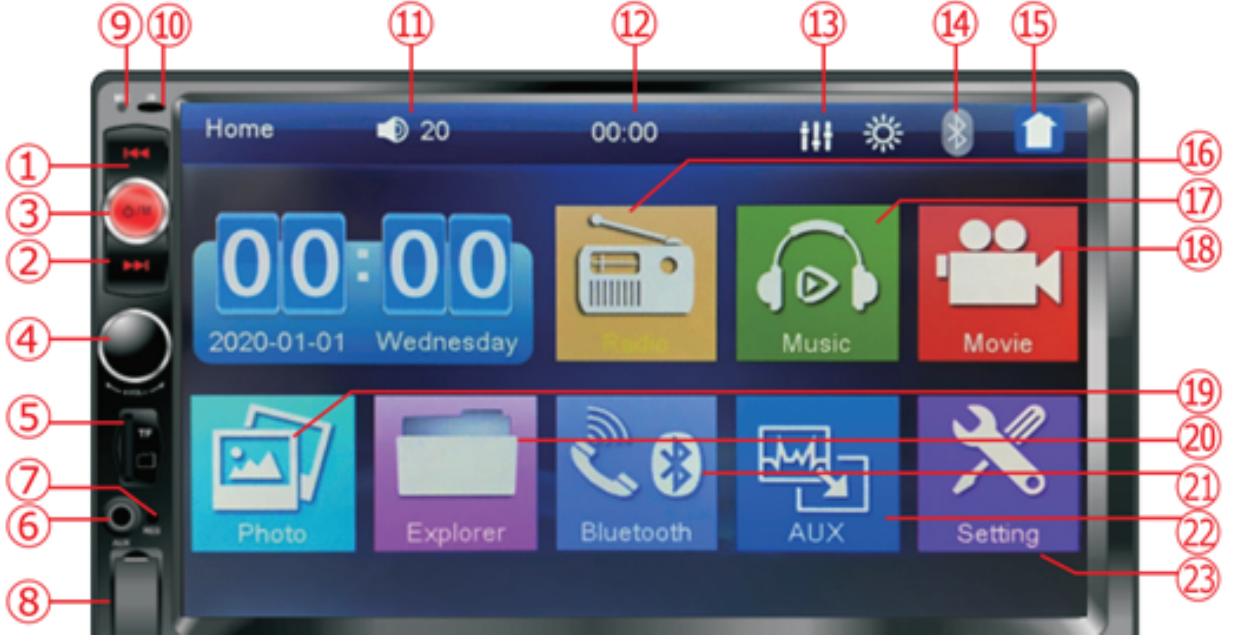 ⑨ ⑩ ⑪ ⑫ ⑬ ⑭ ⑮
Home 20 00:00
①
③
②
④
⑤
⑦
⑥
⑧
00:00
2020-01-01 Wednesday
Radio
Music
Movie
Photo
Explorer
Bluetooth
AUX
Setting
TF
RES
AUX
⑯
⑰
⑱
⑲
⑳
㉑
㉒
㉓